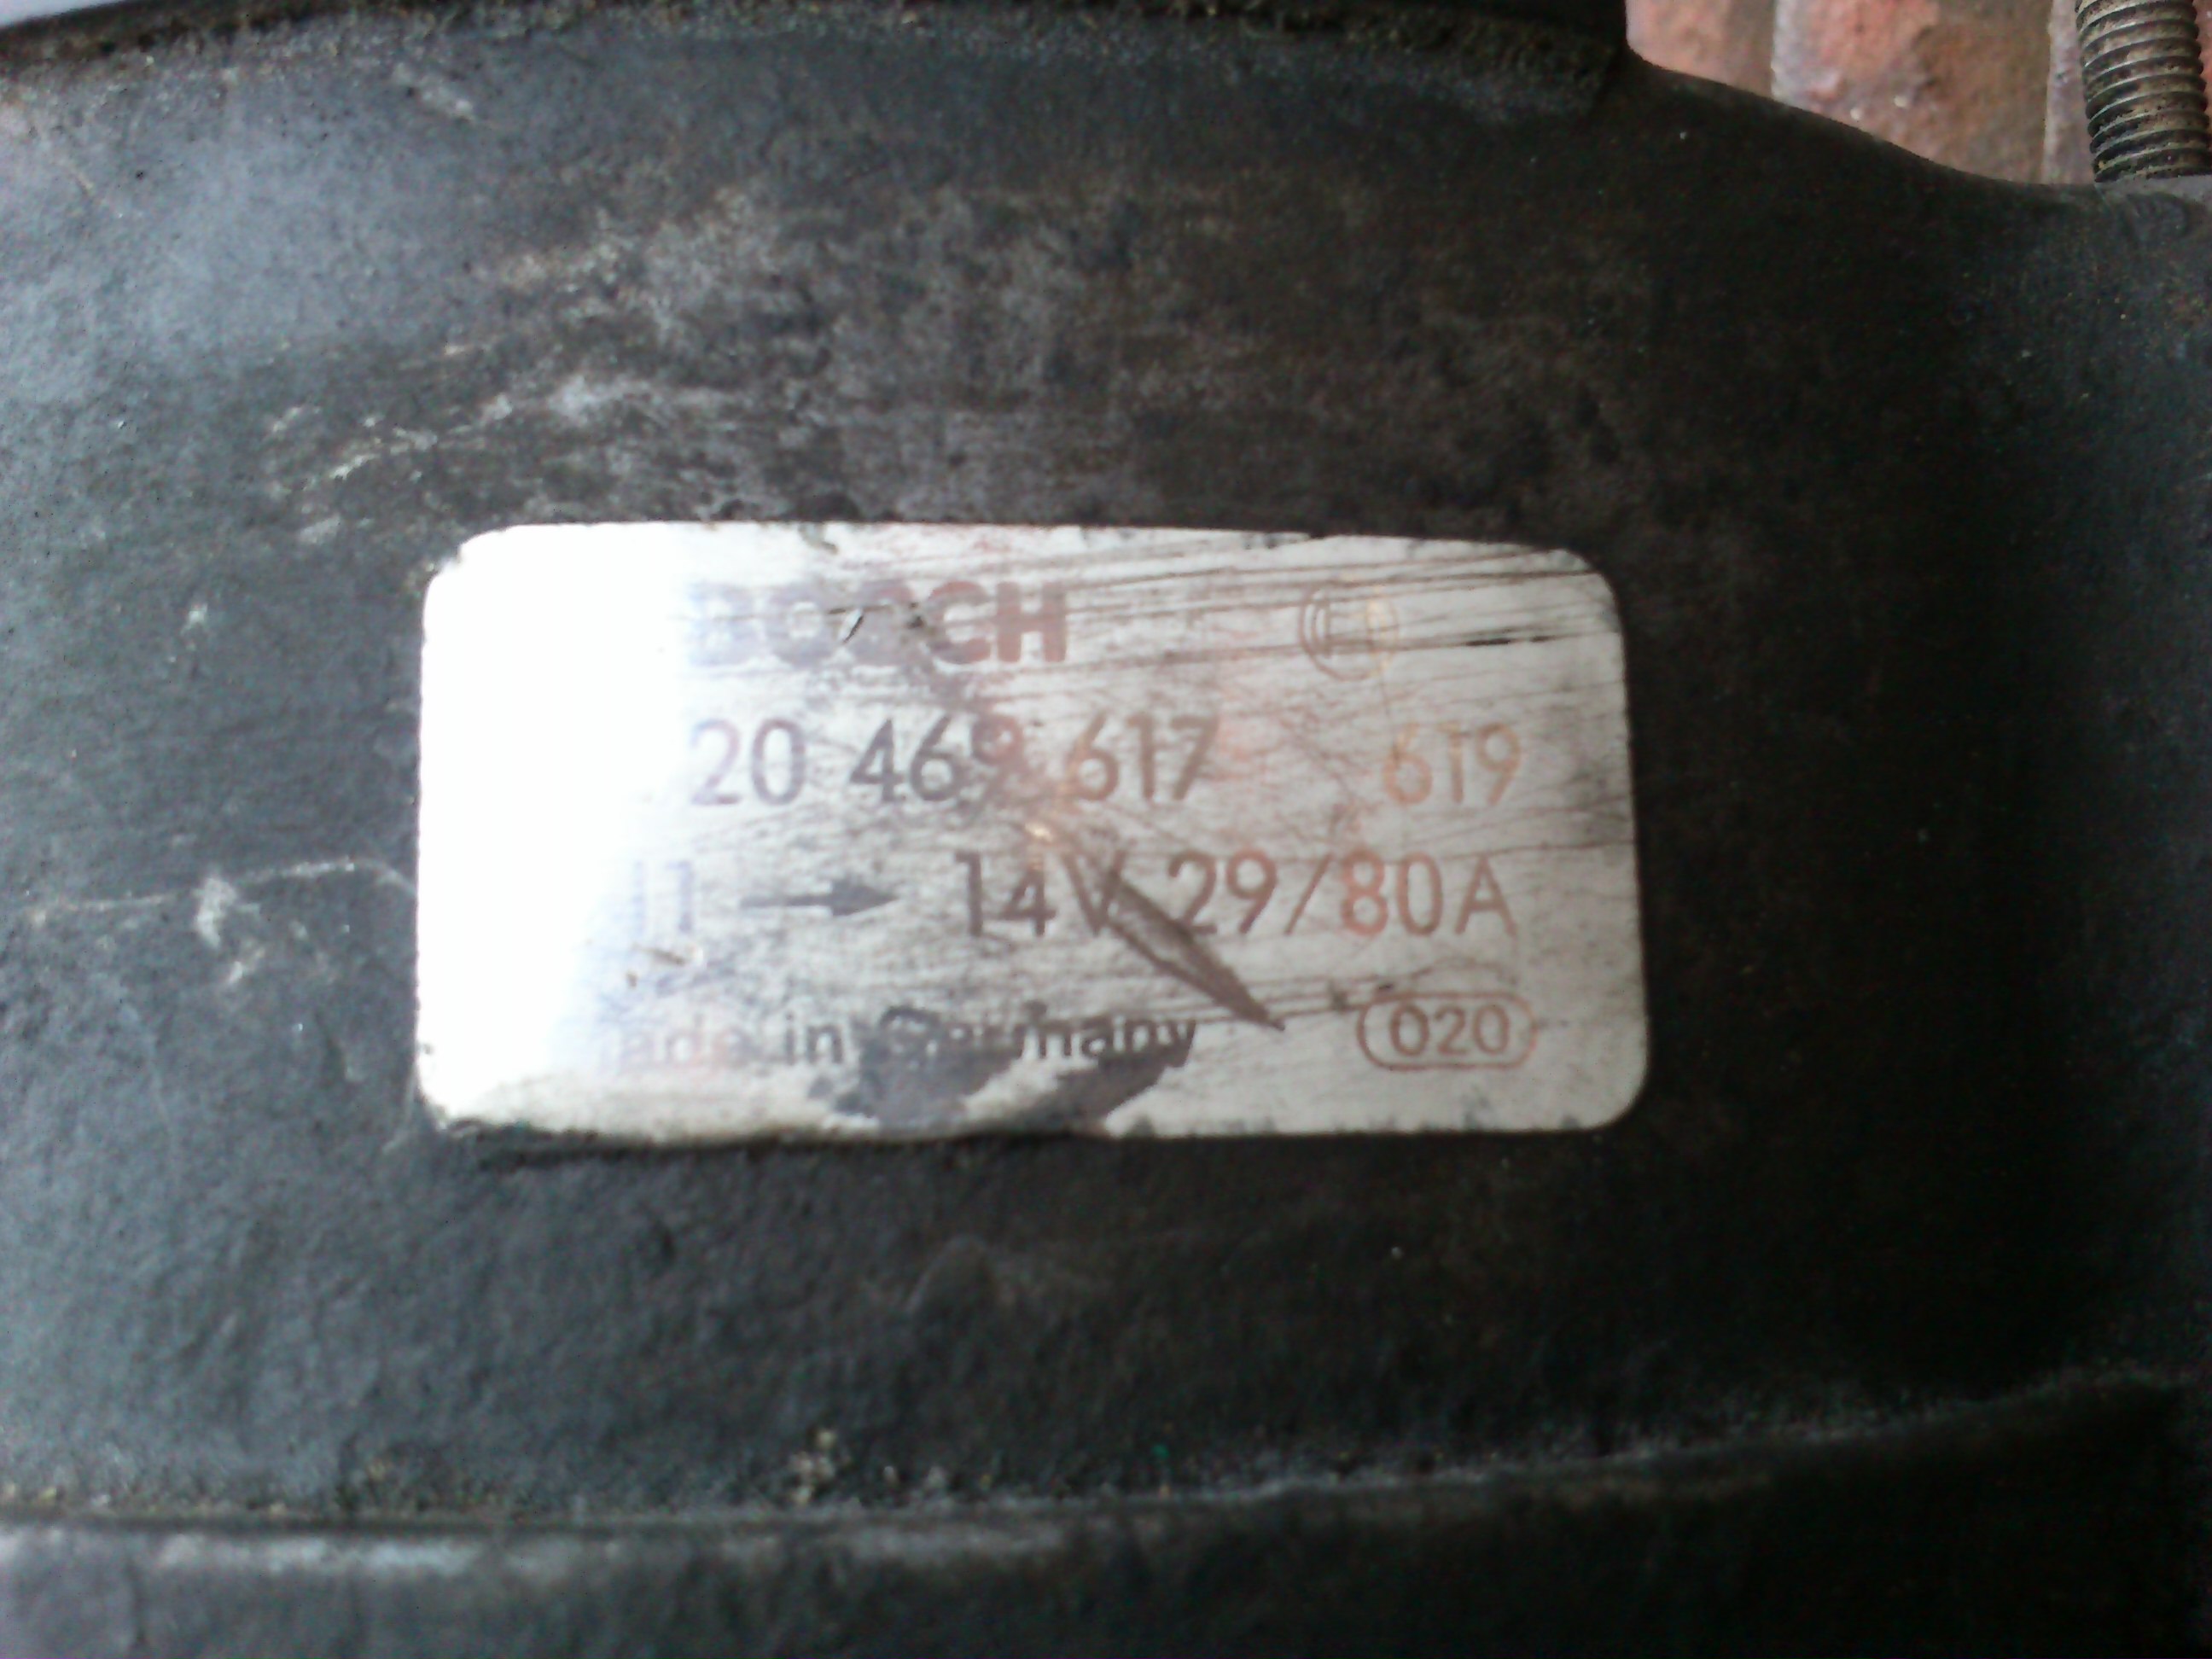 BOSCH
20 469 617 619
14V 29/80A
in Germany 020